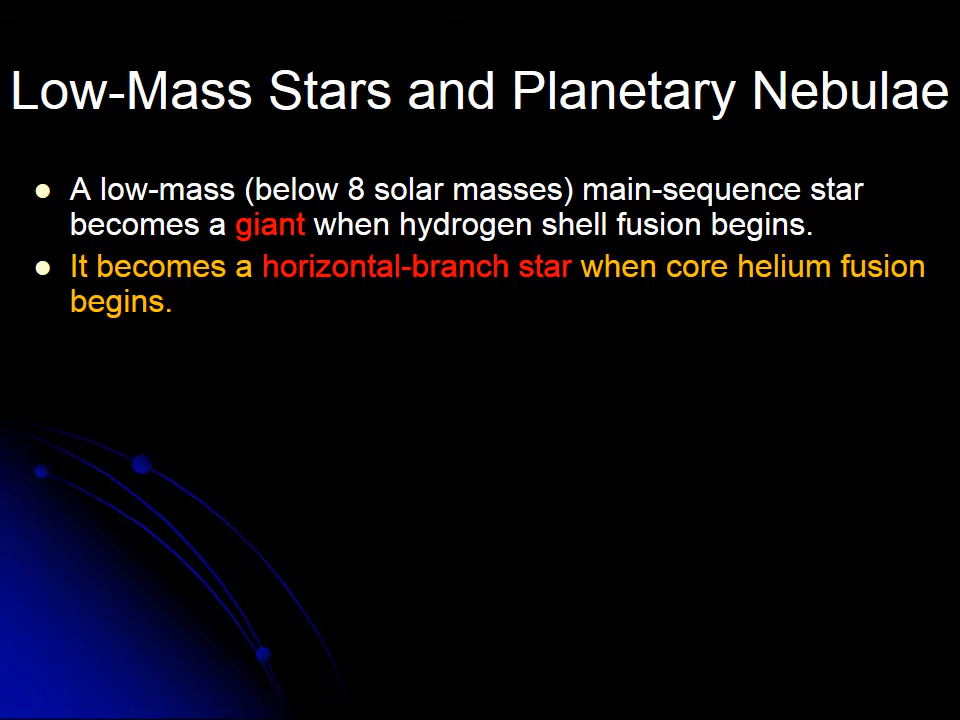 Low-Mass Stars and Planetary Nebulae
● A low-mass (below 8 solar masses) main-sequence star
becomes a giant when hydrogen shell fusion begins.
● It becomes a horizontal-branch star when core helium fusion
begins.